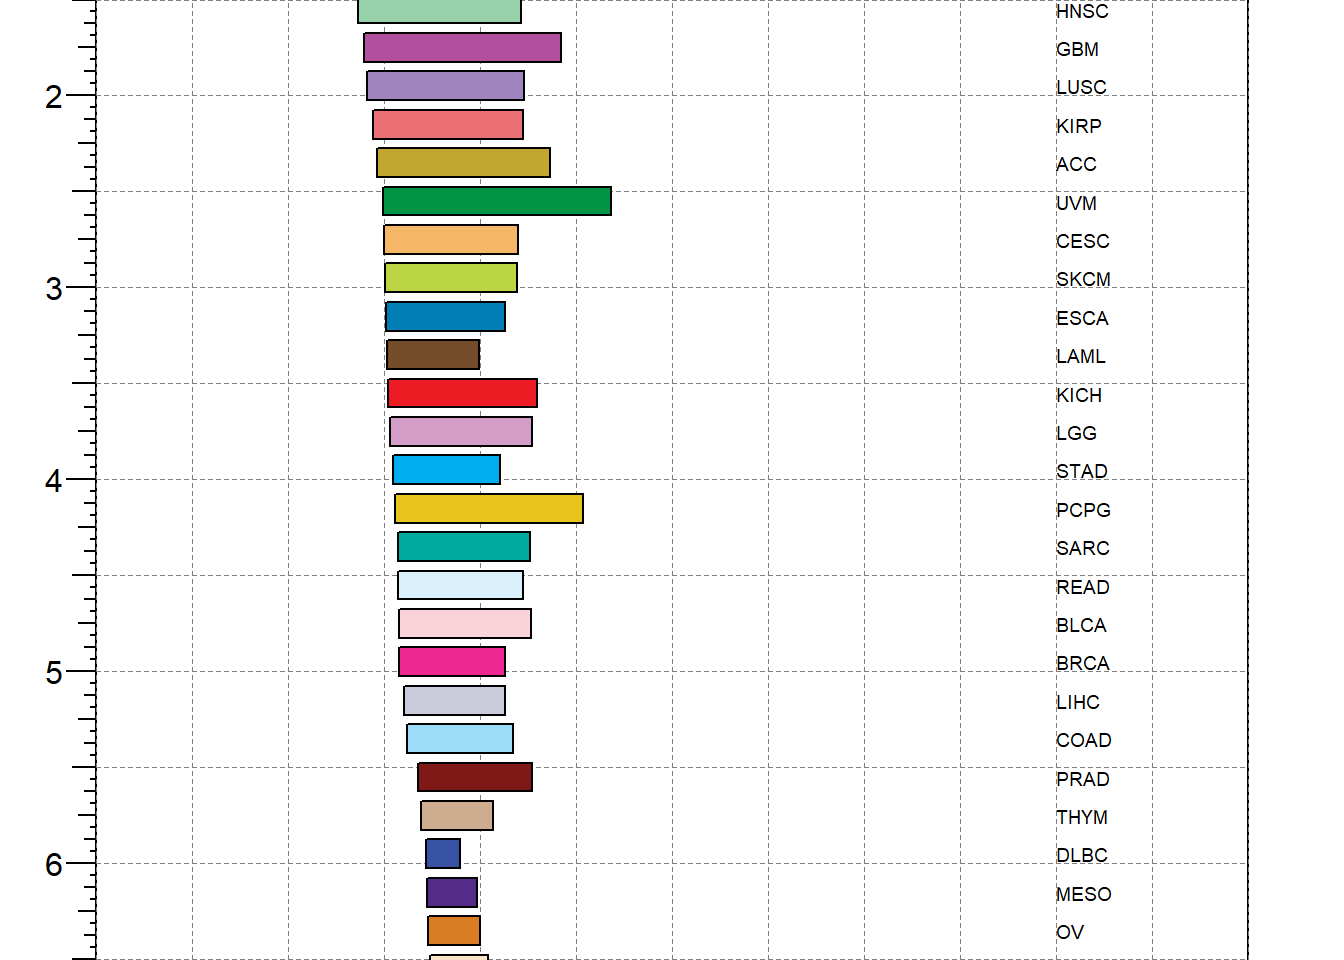 HNSC
GBM
2
LUSC
KIRP
ACC
UVM
CESC
SKCM
3
ESCA
LAML
KICH
LGG
STAD
4
PCPG
SARC
READ
BLCA
BRCA
5
LIHC
COAD
PRAD
THYM
DLBC
6
MESO
OV